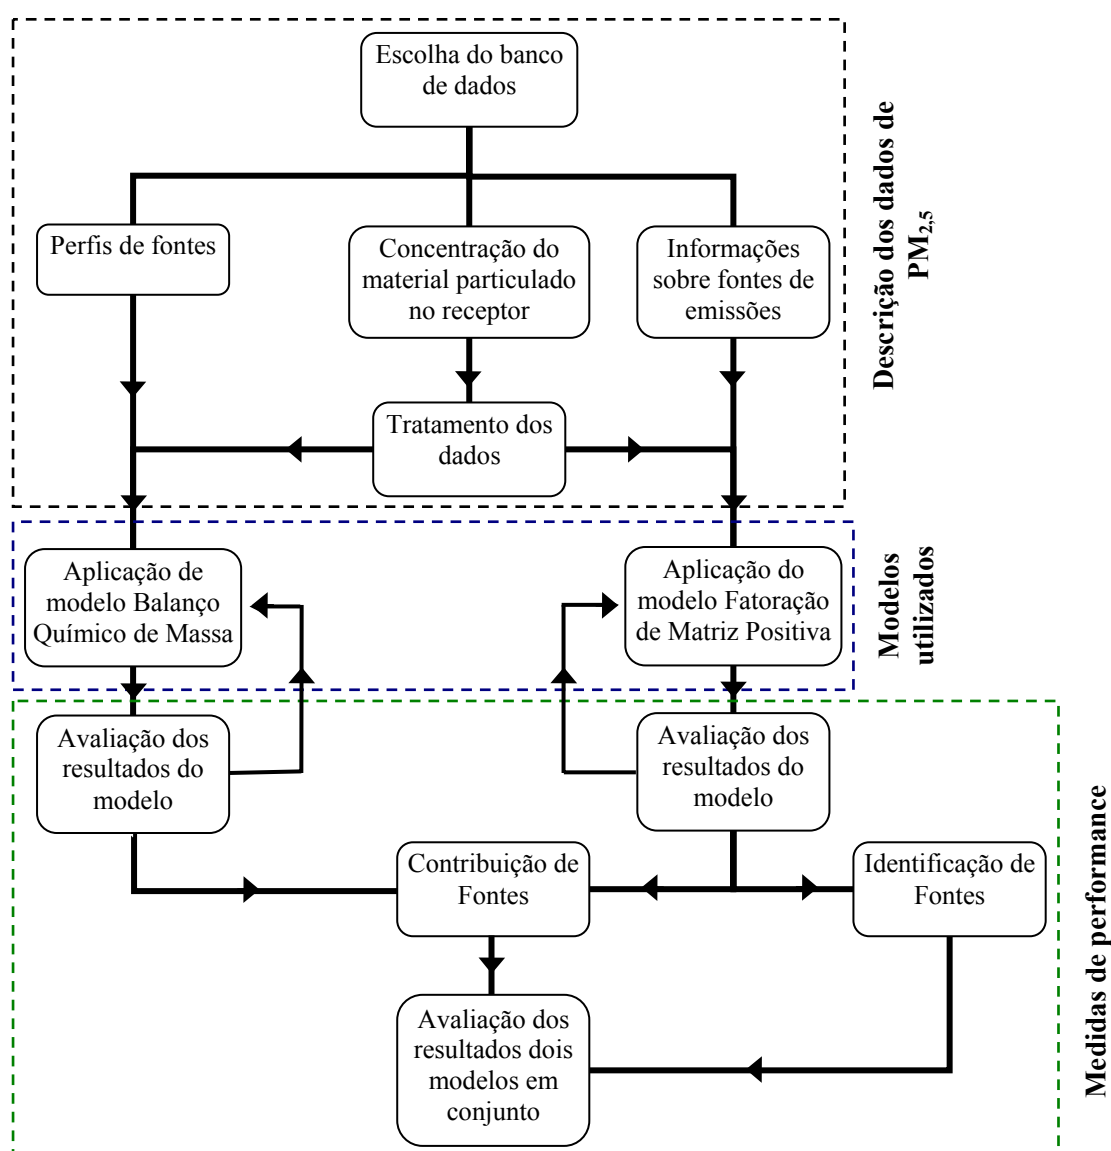 Escolha do banco
de dados
Perfis de fontes
Concentração do
material particulado
no receptor
Informações
sobre fontes de
emissões
Tratamento dos
dados
Descrição dos dados de
PM2,5
Aplicação de
modelo Balanço
Químico de Massa
Aplicação do
modelo Fatoração
de Matriz Positiva
Modelos
utilizados
Avaliação dos
resultados do
modelo
Avaliação dos
resultados do
modelo
Contribuição de
Fontes
Identificação de
Fontes
Avaliação dos
resultados dois
modelos em
conjunto
Medidas de performance